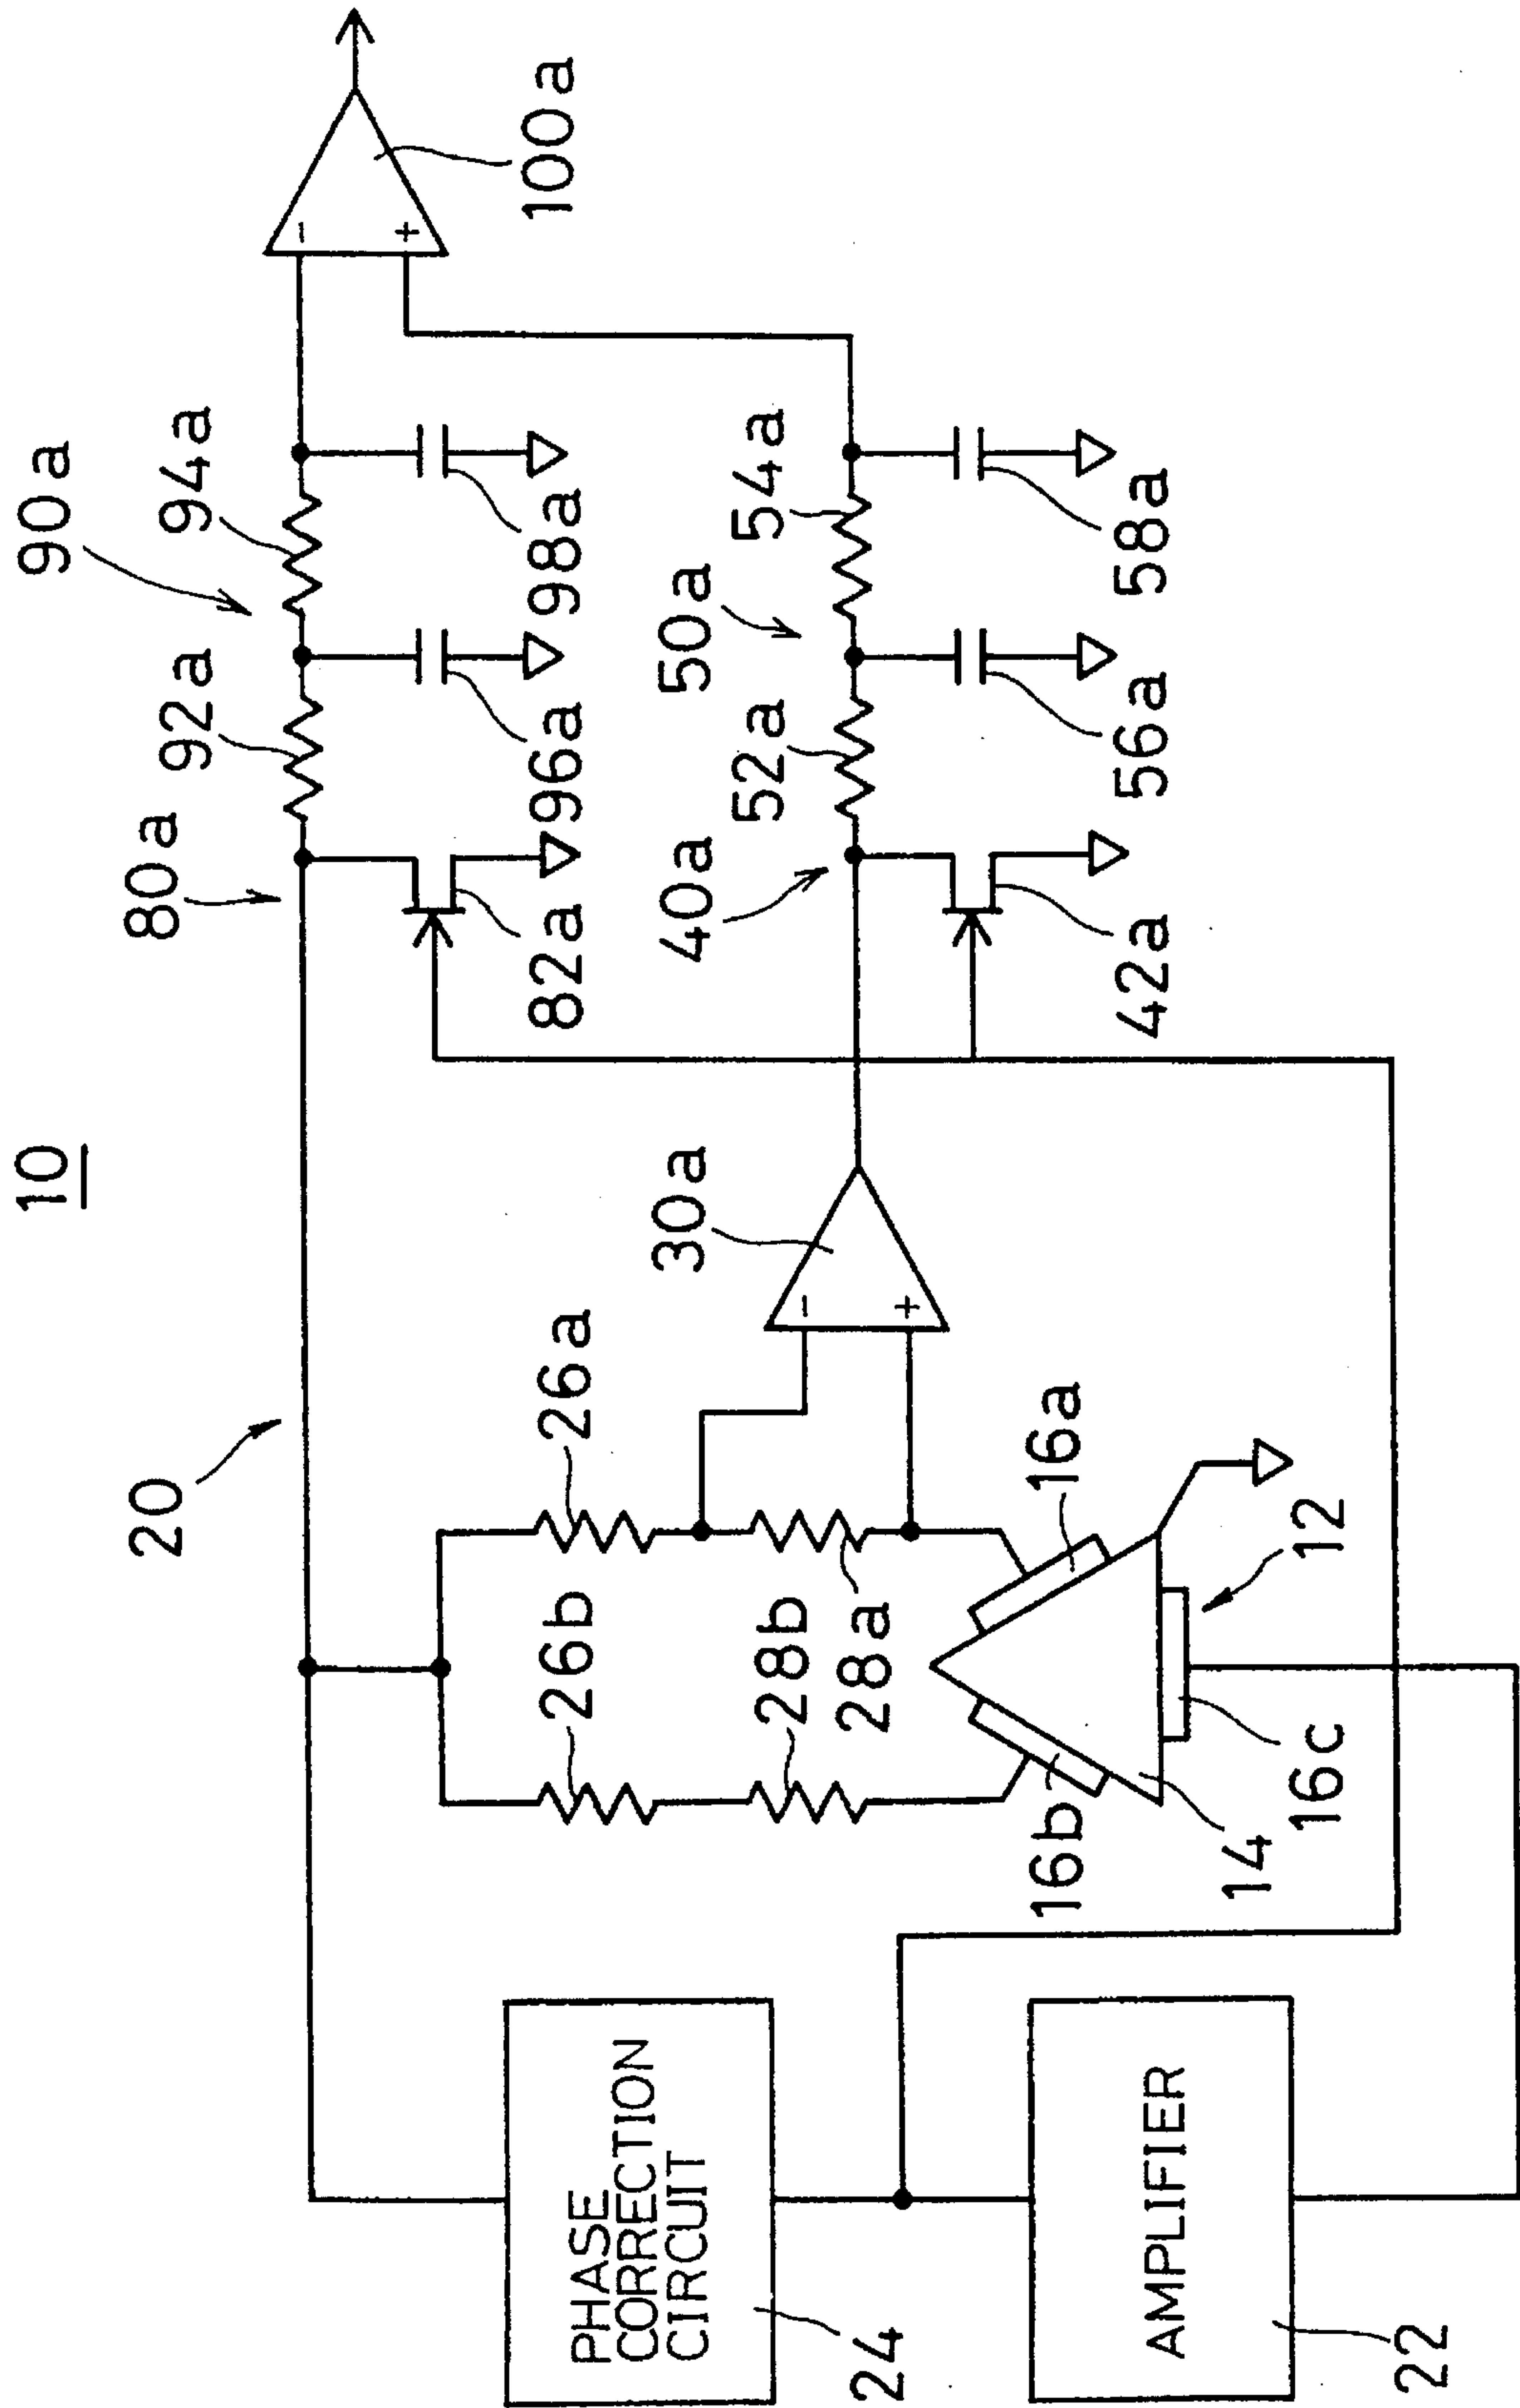 10
20
80a
90a
92a
94a
82a
96a
98a
100a
-
+
40a
50a
52a
54a
42a
56a
58a
30a
-
+
26a
26b
28b
28a
16a
16b
16c
12
14
PHASE
CORRECTION
CIRCUIT
24
AMPLIFIER
22